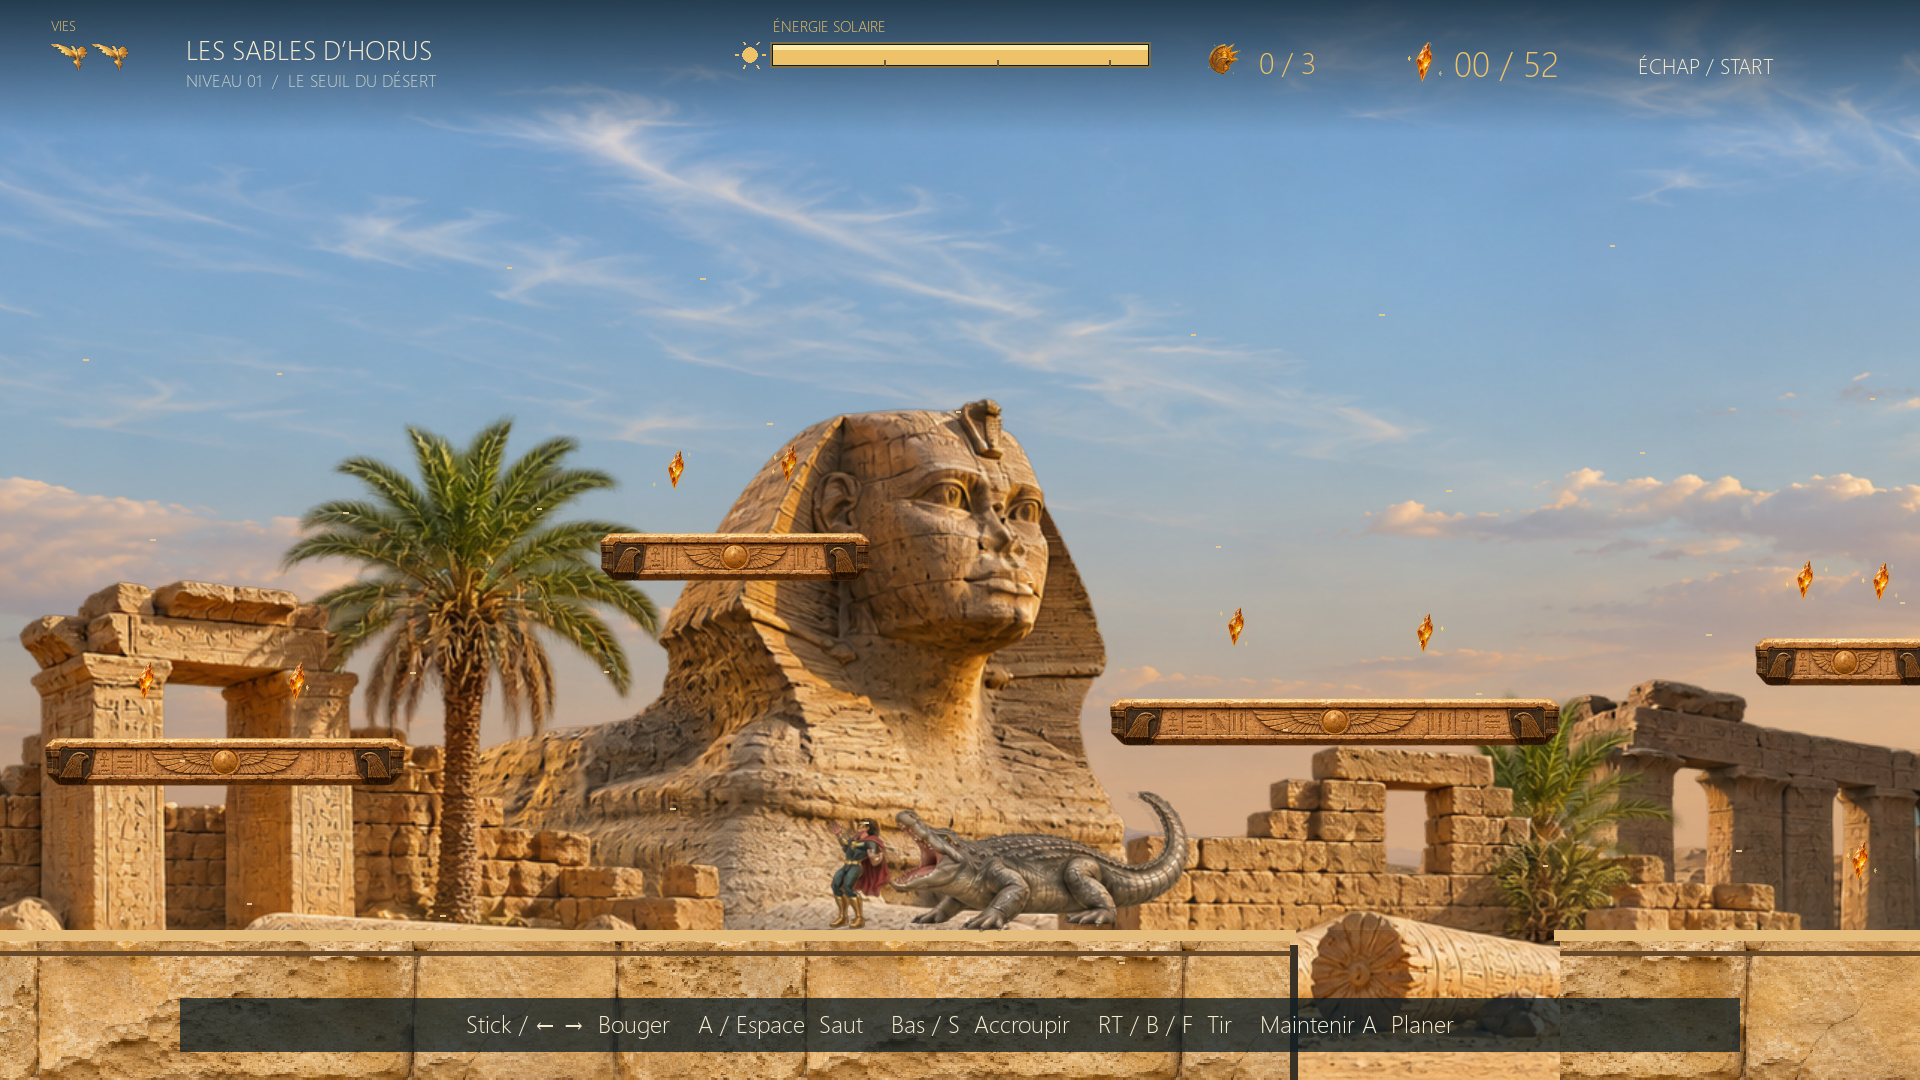 VIES
LES SABLES D’HORUS
NIVEAU 01 / LE SEUIL DU DÉSERT
ÉNERGIE SOLAIRE
0 / 3
00 / 52
ÉCHAP / START
Stick / ← → Bouger A / Espace Saut Bas / S Accroupir RT / B / F Tir Maintenir A Planer